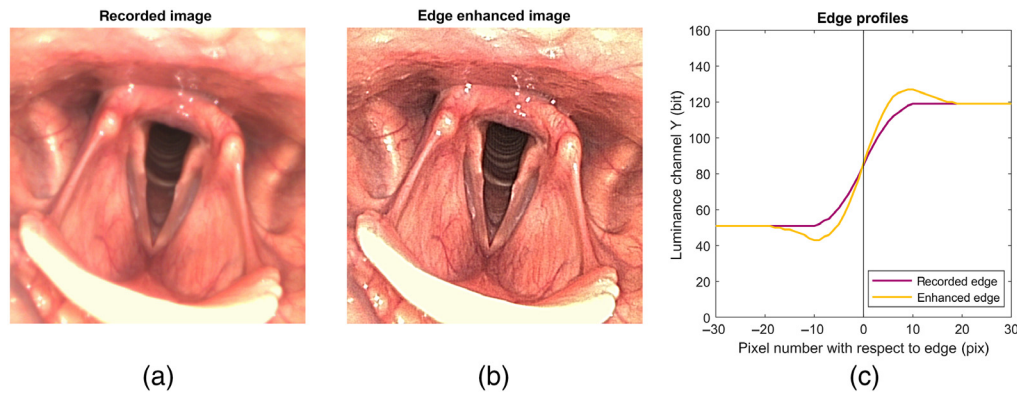 Recorded image
Edge enhanced image
Edge profiles
160
140
120
100
80
60
40
20
0
Luminance channel Y (bit)
Recorded edge
Enhanced edge
–30 –20 –10 0 10 20 30
Pixel number with respect to edge (pix)
(a) (b) (c)